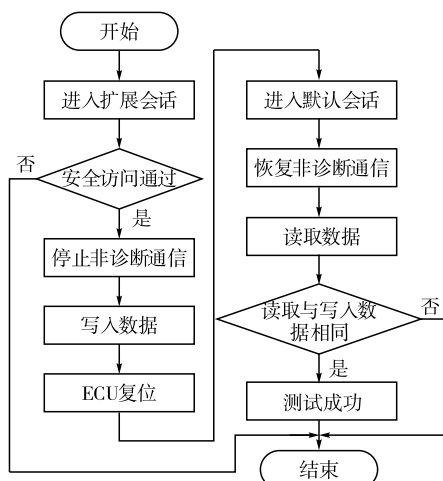 开始
进入扩展会话
否
安全访问通过
是
停止非诊断通信
写入数据
ECU复位
进入默认会话
恢复非诊断通信
读取数据
读取与写入数
据相同
否
是
测试成功
结束